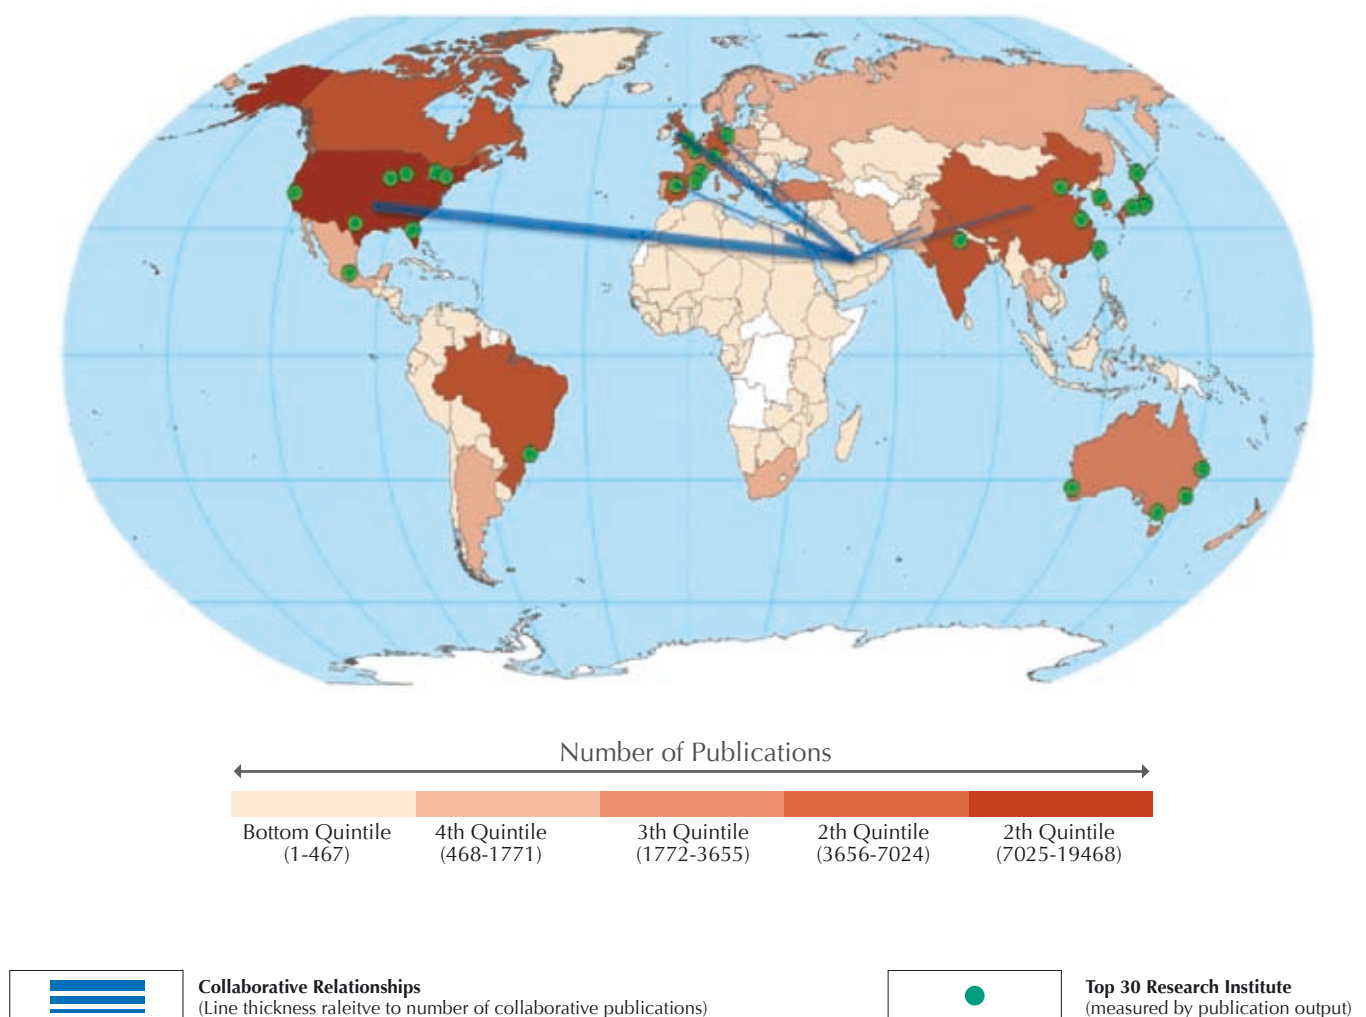 Number of Publications
Bottom Quintile
(1-467)
4th Quintile
(468-1771)
3th Quintile
(1772-3655)
2th Quintile
(3656-7024)
2th Quintile
(7025-19468)
Collaborative Relationships
(Line thickness raleitve to number of collaborative publications)
Top 30 Research Institute
(measured by publication output)